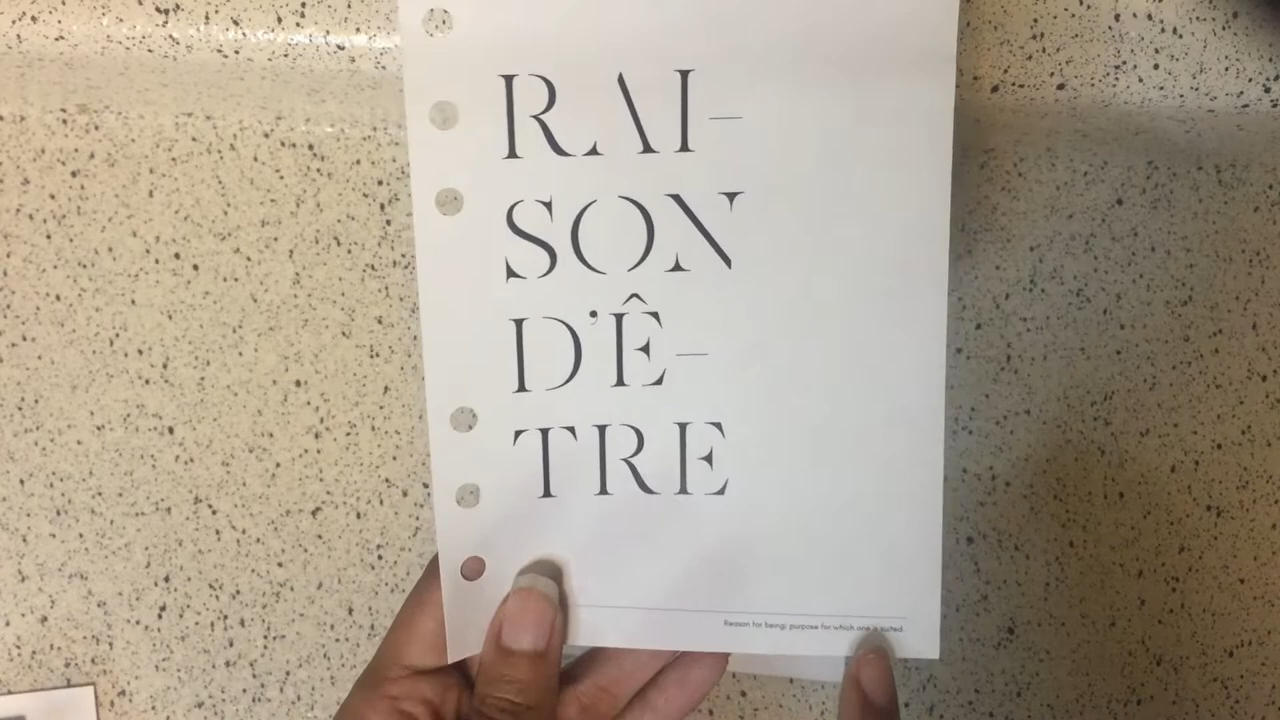 RAI–
SON
D'Ê–
TRE
Reason for being; purpose for which one is suited.